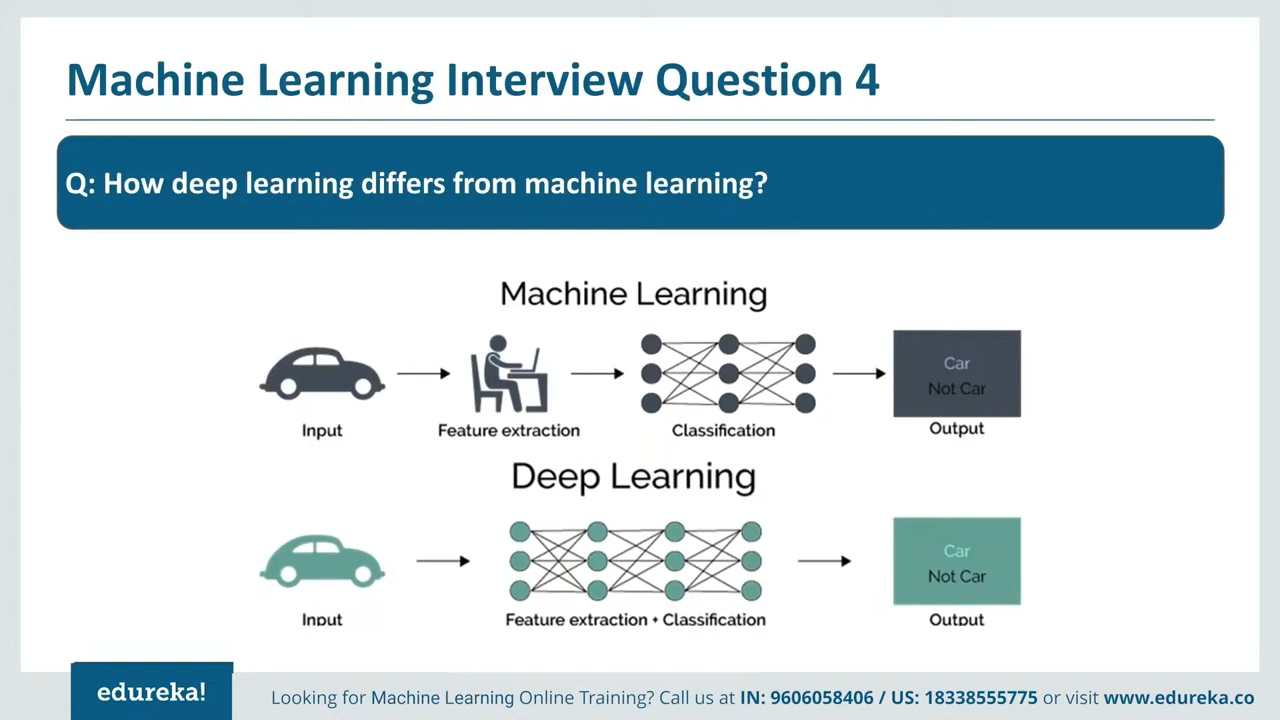 Machine Learning Interview Question 4
Q: How deep learning differs from machine learning?
Machine Learning
Car
Not Car
Input
Feature extraction
Classification
Output
Deep Learning
Car
Not Car
Input
Feature extraction + Classification
Output
edureka!
Looking for Machine Learning Online Training? Call us at IN: 9606058406 / US: 18338555775 or visit www.edureka.co